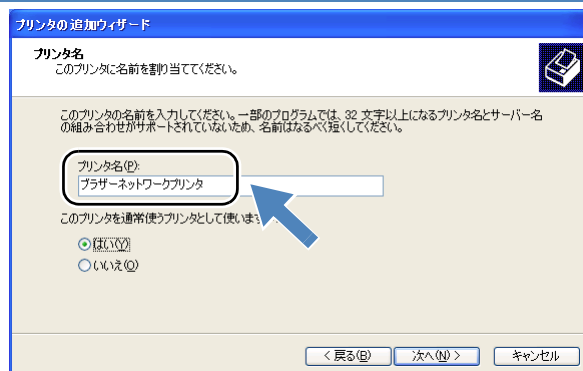 プリンタの追加ウィザード
プリンタ名
このプリンタに名前を割り当ててください。
このプリンタの名前を入力してください。一部のプログラムでは、32 文字以上になるプリンタ名とサーバー名
の組み合わせがサポートされていないため、名前はなるべく短くしてください。
プリンタ名(P):
ブラザーネットワークプリンタ
このプリンタを通常使うプリンタとして使いま
はい(Y)
いいえ(O)
< 戻る(B)
次へ(N) >
キャンセル